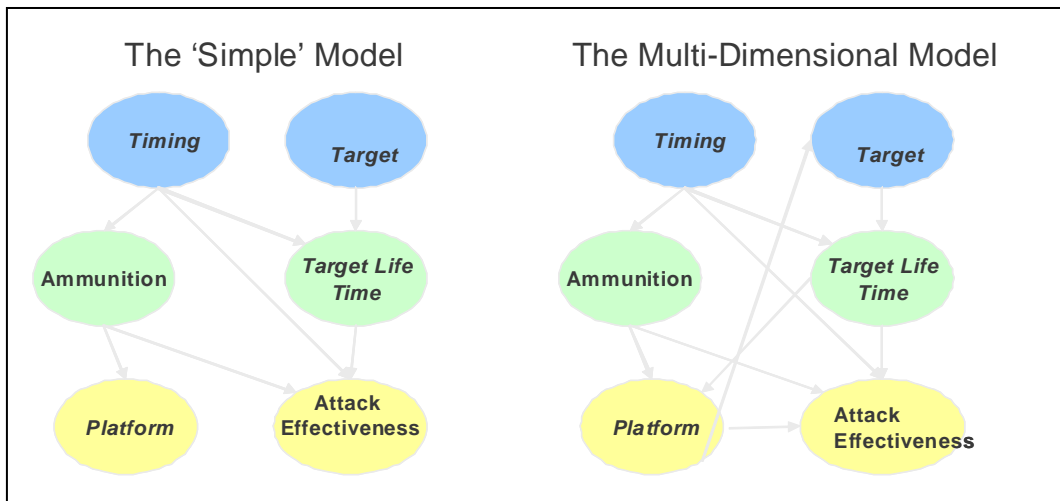 The ‘Simple’ Model
Timing
Target
Ammunition
Target Life
Time
Platform
Attack
Effectiveness
The Multi-Dimensional Model
Timing
Target
Ammunition
Target Life
Time
Platform
Attack
Effectiveness